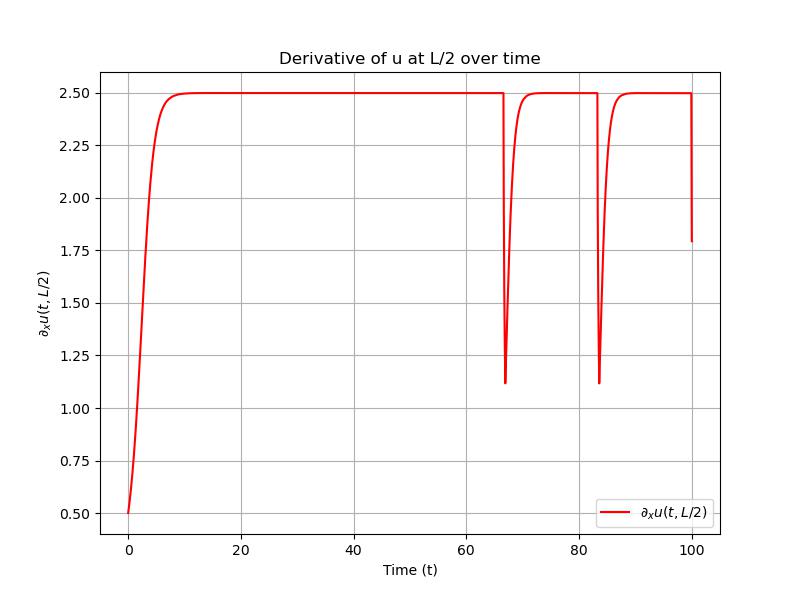 Derivative of u at L/2 over time
2.50
2.25
2.00
1.75
1.50
1.25
1.00
0.75
0.50
∂ₓu(t, L/2)
∂ₓu(t, L/2)
0 20 40 60 80 100
Time (t)